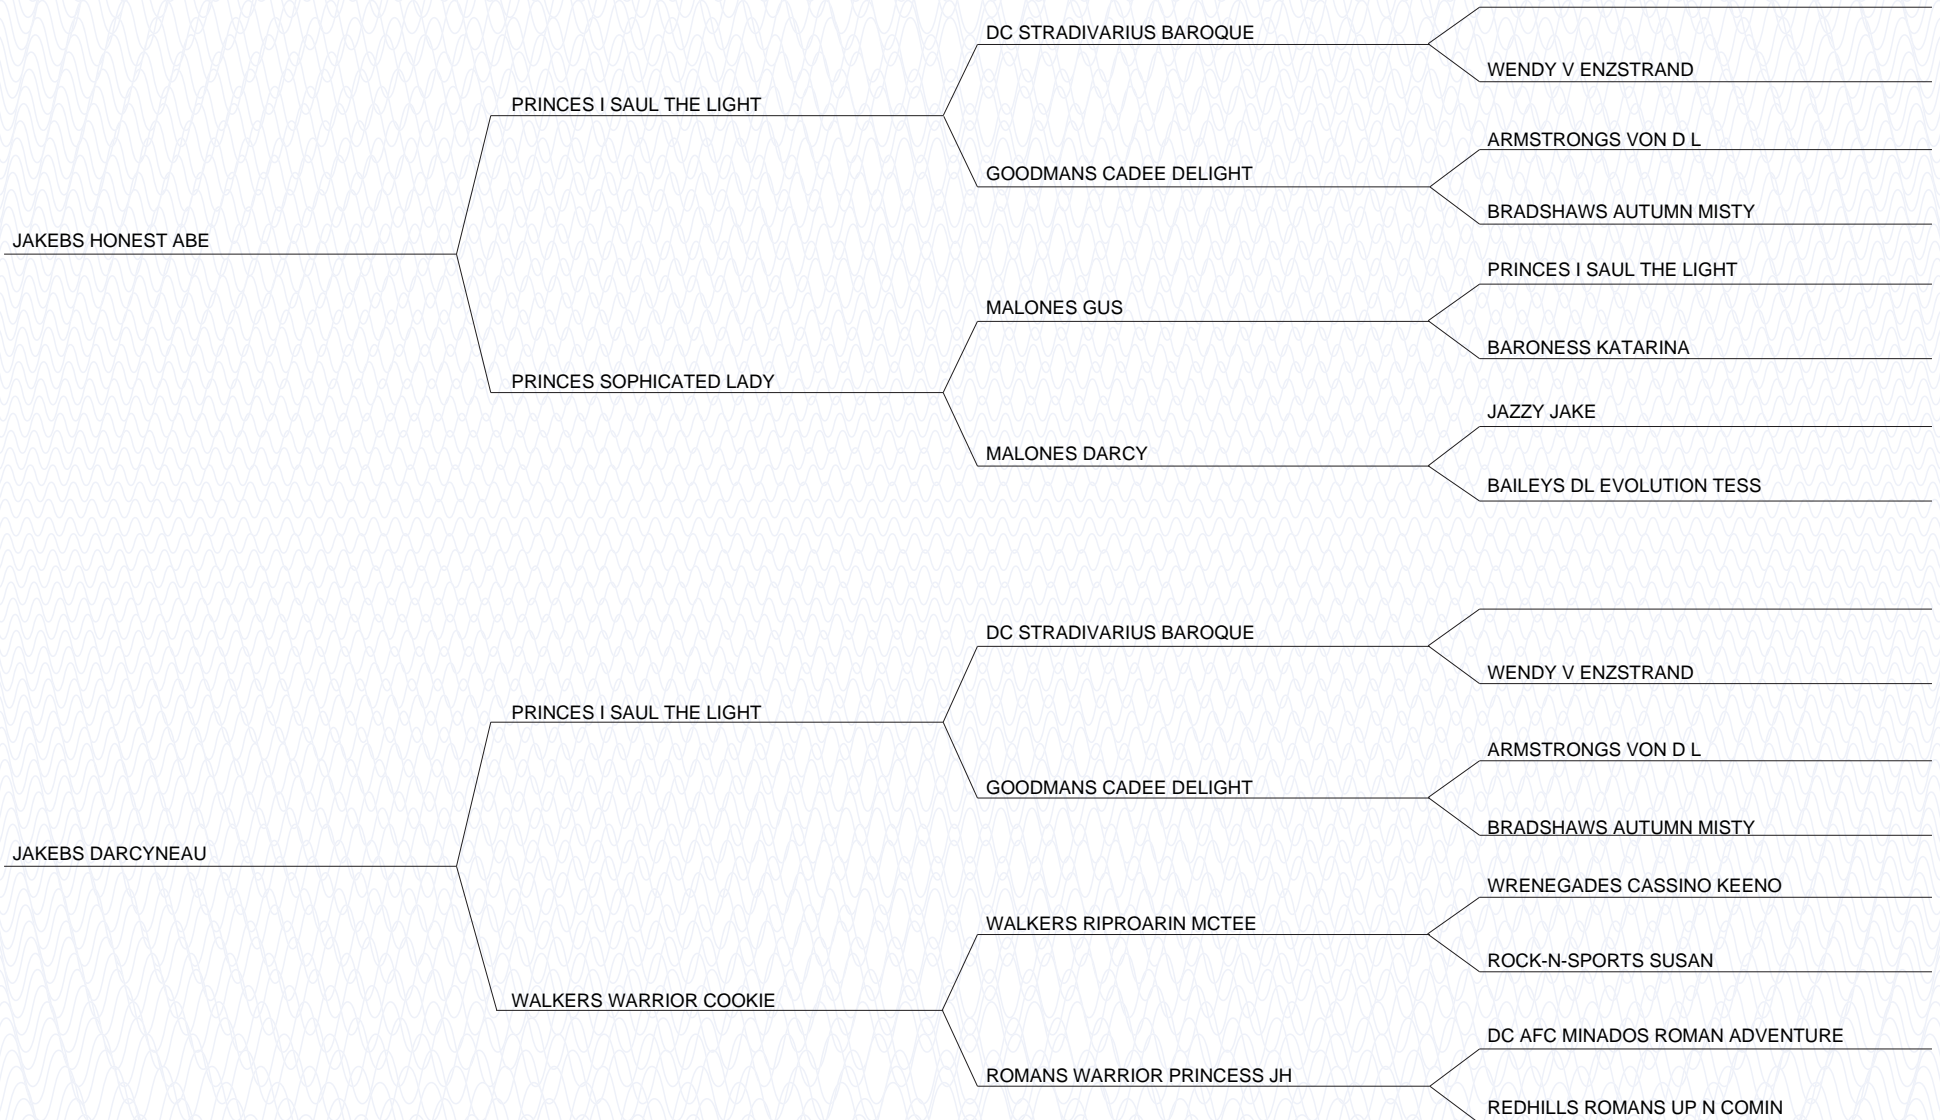 DC STRADIVARIUS BAROQUE
WENDY V ENZSTRAND
PRINCES I SAUL THE LIGHT
ARMSTRONGS VON D L
GOODMANS CADEE DELIGHT
BRADSHAWS AUTUMN MISTY
JAKEBS HONEST ABE
PRINCES I SAUL THE LIGHT
MALONES GUS
BARONESS KATARINA
PRINCES SOPHICATED LADY
JAZZY JAKE
MALONES DARCY
BAILEYS DL EVOLUTION TESS
DC STRADIVARIUS BAROQUE
WENDY V ENZSTRAND
PRINCES I SAUL THE LIGHT
ARMSTRONGS VON D L
GOODMANS CADEE DELIGHT
BRADSHAWS AUTUMN MISTY
JAKEBS DARCYNEAU
WRENEGADES CASSINO KEENO
WALKERS RIPROARIN MCTEE
ROCK-N-SPORTS SUSAN
WALKERS WARRIOR COOKIE
DC AFC MINADOS ROMAN ADVENTURE
ROMANS WARRIOR PRINCESS JH
REDHILLS ROMANS UP N COMIN